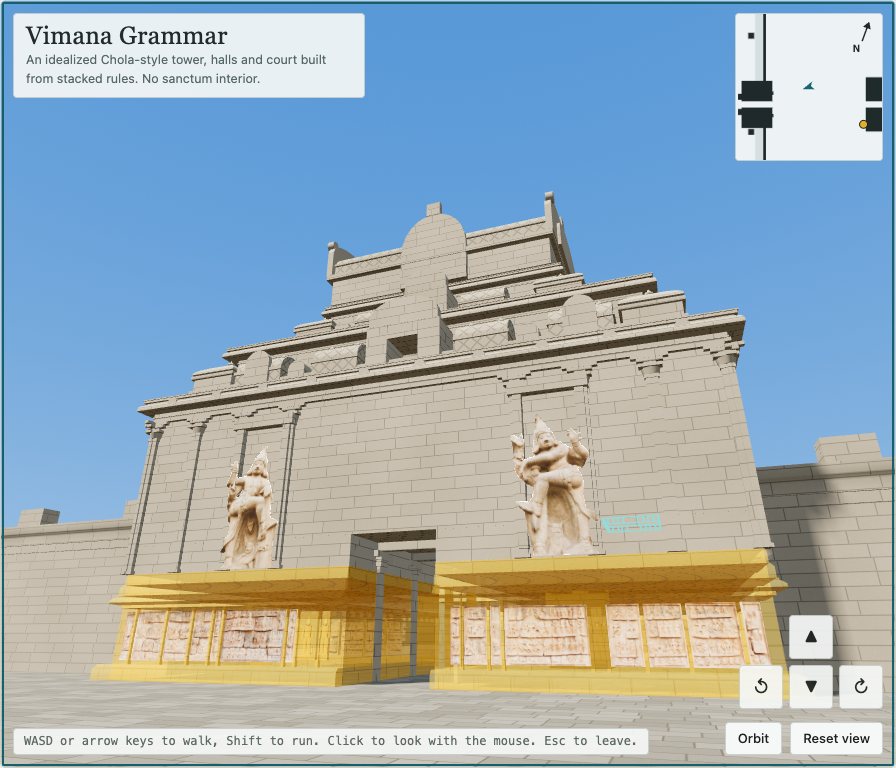 Vimana Grammar
An idealized Chola-style tower, halls and court built
from stacked rules. No sanctum interior.
N
WASD or arrow keys to walk, Shift to run. Click to look with the mouse. Esc to leave.
Orbit
Reset view